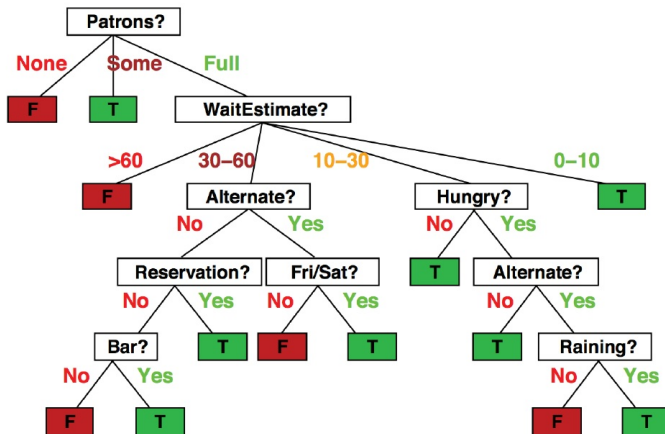 Patrons?
None Some Full
F T WaitEstimate?
>60 30–60 10–30 0–10
F Alternate? Hungry? T
No Yes No Yes
Reservation? Fri/Sat? T Alternate?
No Yes No Yes No Yes
Bar? T F T T Raining?
No Yes No Yes
F T F T